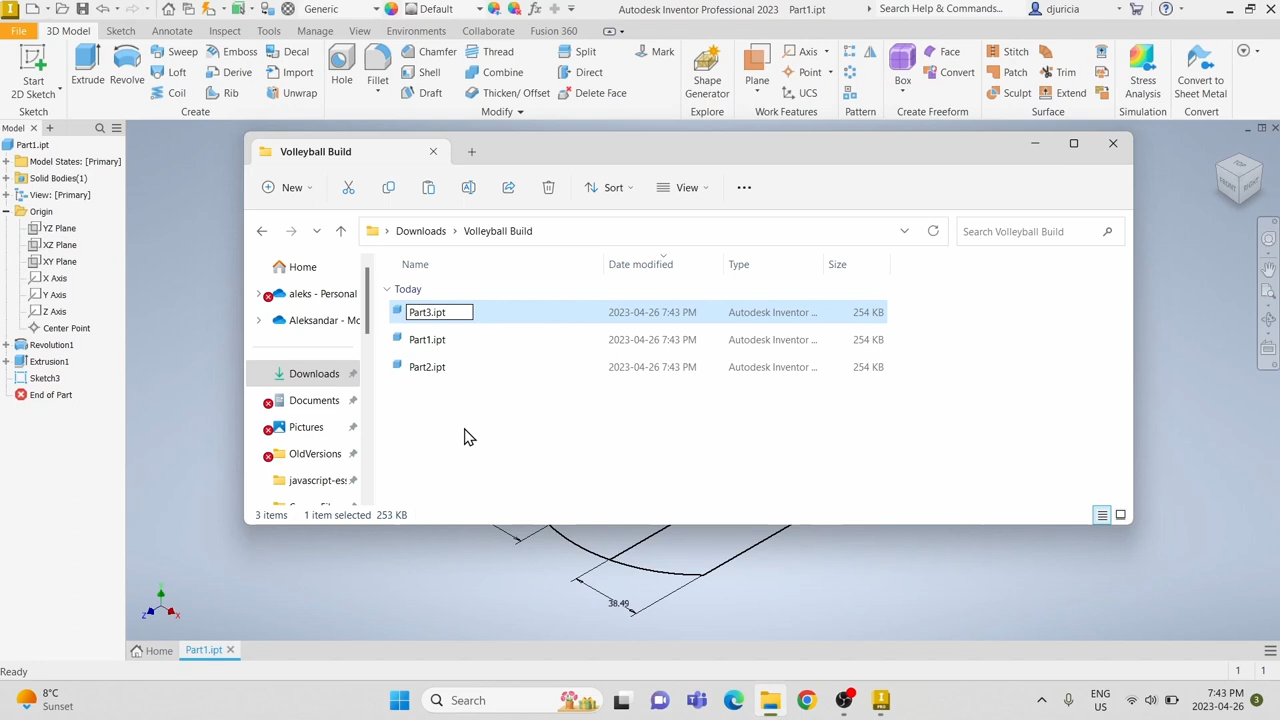 Generic
Default
Autodesk Inventor Professional 2023 Part1.ipt
Search Help & Commands...
djuricia
File
3D Model
Sketch
Annotate
Inspect
Tools
Manage
View
Environments
Collaborate
Fusion 360
Start
2D Sketch
Sketch
Extrude
Revolve
Sweep
Loft
Coil
Emboss
Derive
Rib
Decal
Import
Unwrap
Create
Hole
Fillet
Chamfer
Shell
Draft
Thread
Combine
Thicken/ Offset
Split
Direct
Delete Face
Mark
Modify
Shape
Generator
Explore
Plane
Axis
Point
UCS
Work Features
Pattern
Box
Face
Convert
Create Freeform
Stitch
Patch
Sculpt
Trim
Extend
Surface
Stress
Analysis
Simulation
Convert to
Sheet Metal
Convert
Model
Part1.ipt
Model States: [Primary]
Solid Bodies(1)
View: [Primary]
Origin
YZ Plane
XZ Plane
XY Plane
X Axis
Y Axis
Z Axis
Center Point
Revolution1
Extrusion1
Sketch3
End of Part
TOP
FRONT
RIGHT
Volleyball Build
New
Sort
View
Downloads
Volleyball Build
Search Volleyball Build
Name
Date modified
Type
Size
Today
Part3.ipt 2023-04-26 7:43 PM Autodesk Inventor ... 254 KB
Part1.ipt 2023-04-26 7:43 PM Autodesk Inventor ... 254 KB
Part2.ipt 2023-04-26 7:43 PM Autodesk Inventor ... 254 KB
Home
aleks - Personal
Aleksandar - Mc
Downloads
Documents
Pictures
OldVersions
javascript-ess
3 items 1 item selected 253 KB
38.49
Y
Z
X
Home
Part1.ipt
Ready
1 1
8°C
Sunset
Search
PRO
ENG
US
7:43 PM
2023-04-26
3